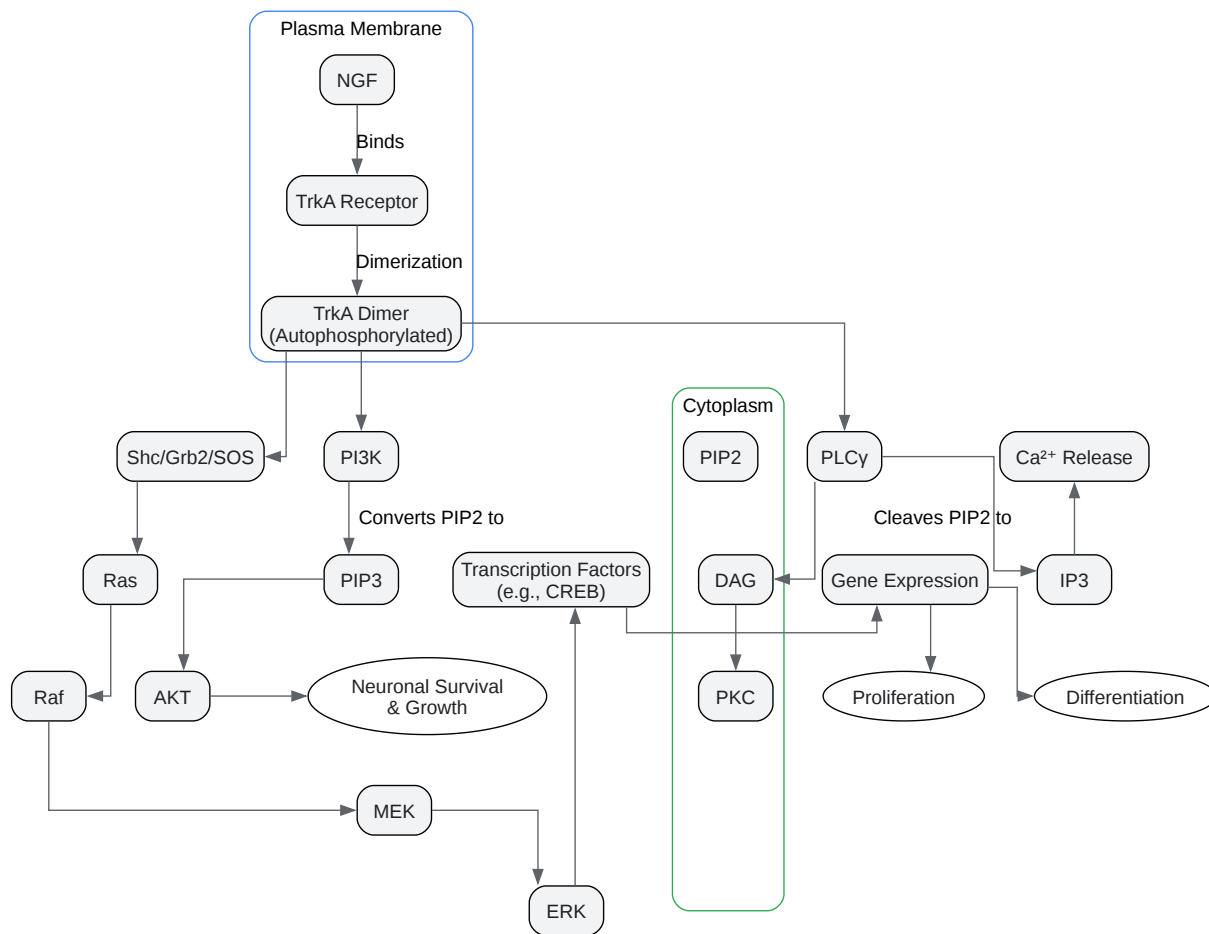 Plasma Membrane
NGF
Binds
TrkA Receptor
Dimerization
TrkA Dimer
(Autophosphorylated)
Cytoplasm
Shc/Grb2/SOS
PI3K
PIP2
PLCγ
Ca²⁺ Release
Converts PIP2 to
Cleaves PIP2 to
Ras
PIP3
Transcription Factors
(e.g., CREB)
DAG
Gene Expression
IP3
Raf
AKT
Neuronal Survival
& Growth
PKC
Proliferation
Differentiation
MEK
ERK